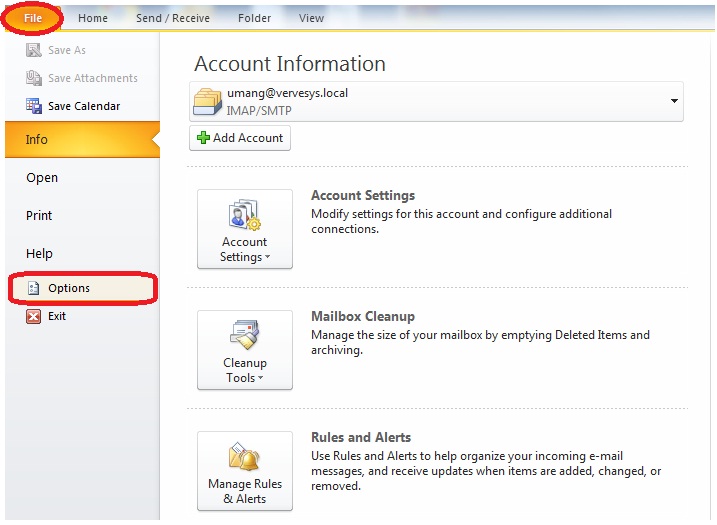 File Home Send / Receive Folder View
Save As
Save Attachments
Save Calendar
Info
Open
Print
Help
Options
Exit
Account Information
umang@vervesys.local
IMAP/SMTP
Add Account
Account
Settings
Account Settings
Modify settings for this account and configure additional
connections.
Cleanup
Tools
Mailbox Cleanup
Manage the size of your mailbox by emptying Deleted Items and
archiving.
Manage Rules
& Alerts
Rules and Alerts
Use Rules and Alerts to help organize your incoming e-mail
messages, and receive updates when items are added, changed, or
removed.